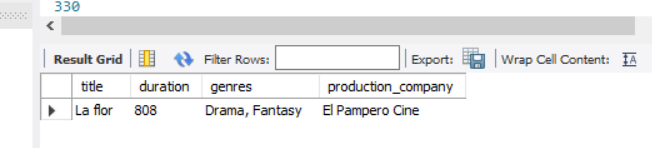 330
Result Grid Filter Rows: Export: Wrap Cell Content: IA
title duration genres production_company
La flor 808 Drama, Fantasy El Pampero Cine